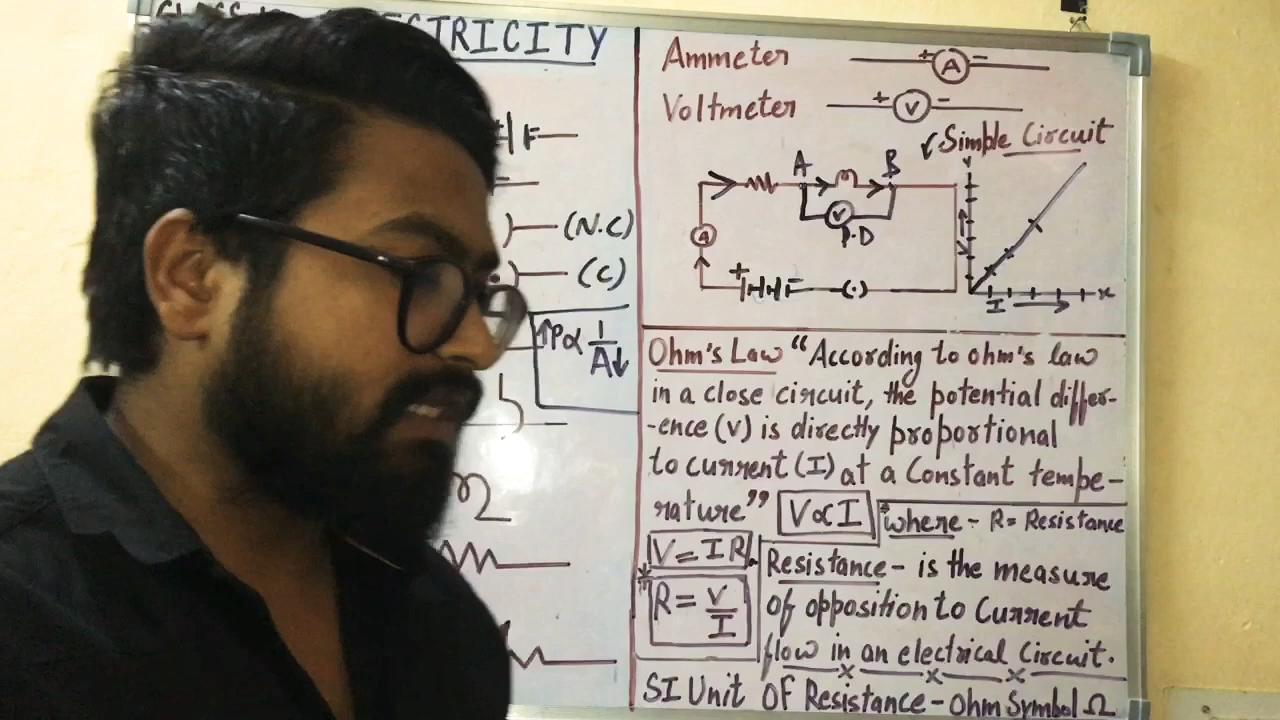 CTRICITY
(N.C)
(C)
↑P∝ 1/A↓
Ammeter + A -
Voltmeter + V -
Simple Circuit
A B
V
P.D
A
+ -
V
I x
Ohm's Law “According to ohm's law
in a close circuit, the potential differ-
-ence (V) is directly proportional
to current (I) at a Constant tempe-
rature” V∝I where - R = Resistance
V = IR
R = V/I
Resistance - is the measure
of opposition to Current
flow in an electrical Circuit.
SI Unit OF Resistance - Ohm Symbol Ω